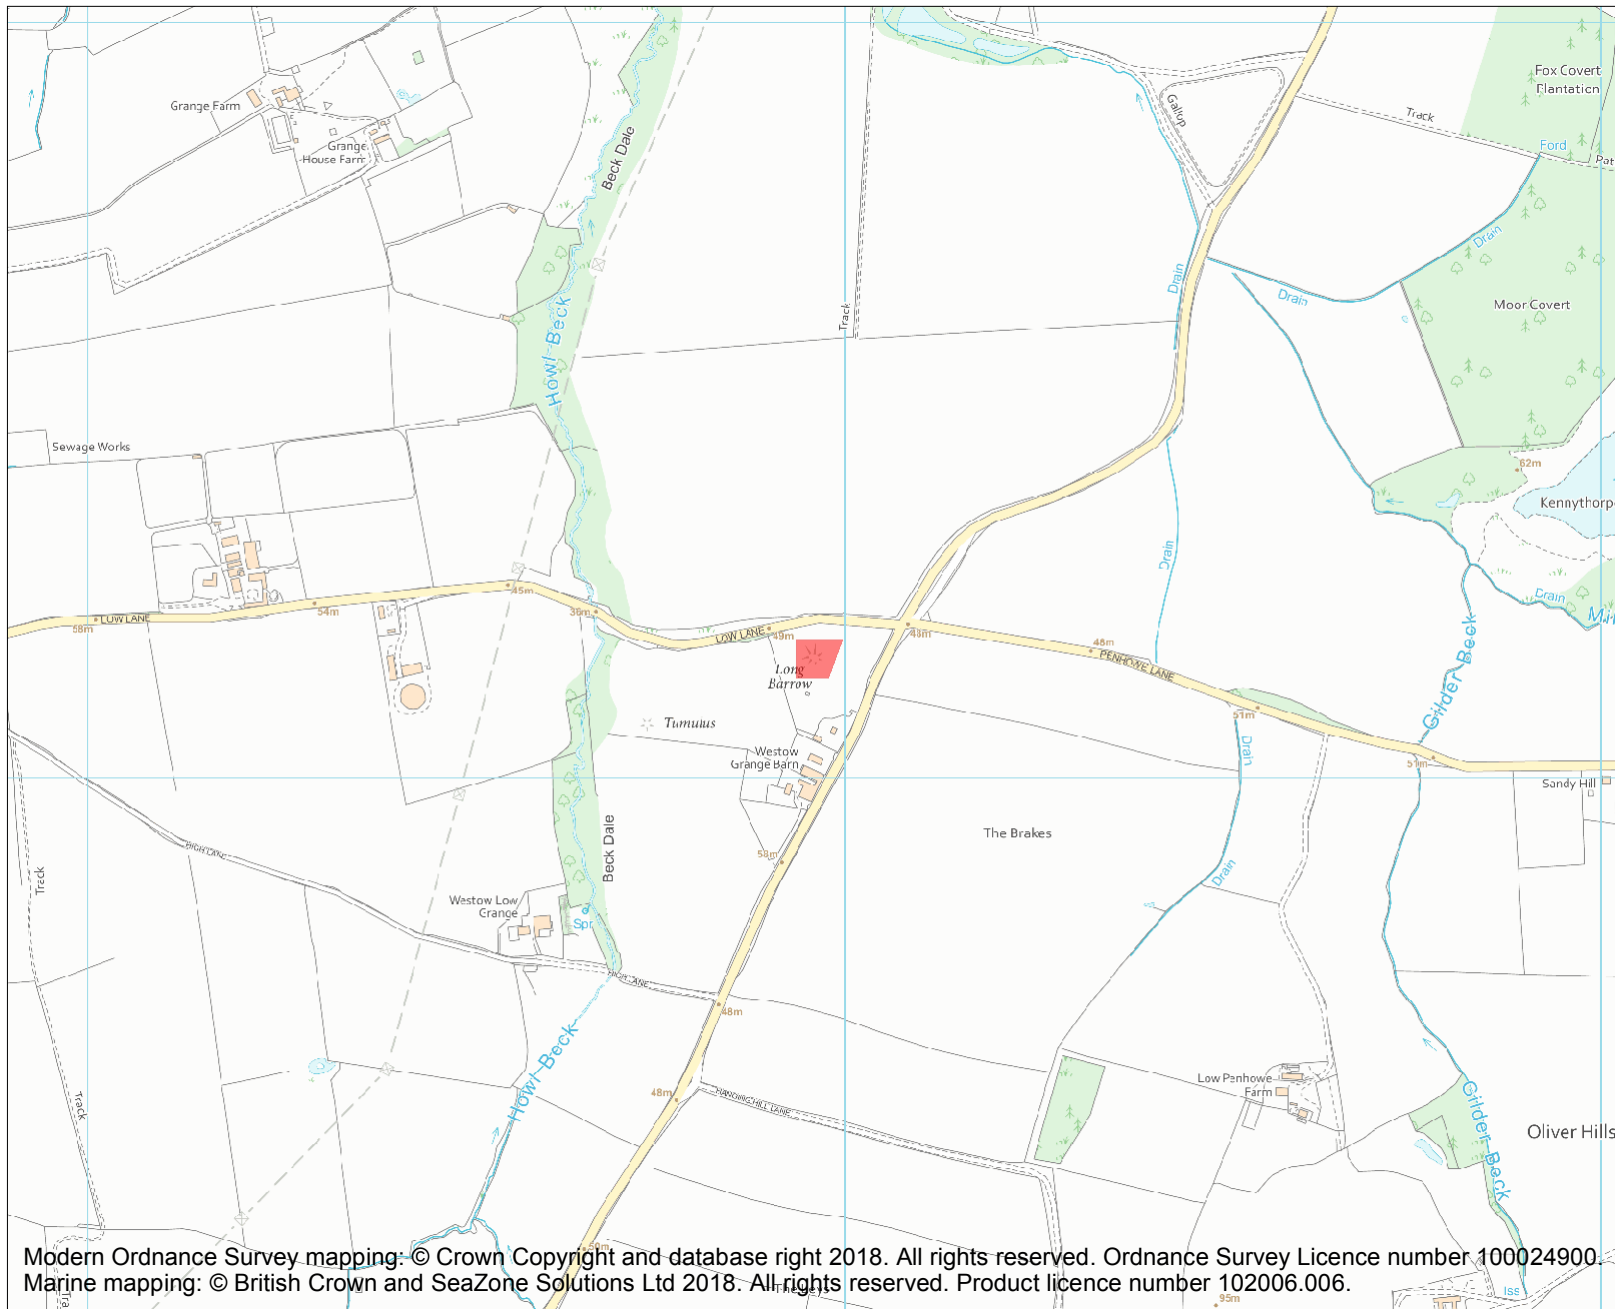 Fox Covert
Plantation
Grange Farm
Gallop
Track
Grange
House Farm
Ford
Beck Dale
Drain
Drain
Drain
Moor Covert
Track
Howl Beck
Sewage Works
62m
Kennythorpe
Drain
45m
Drain
54m
58m
LOW LANE
36m
LOW LANE
49m
48m
48m
PENHOWE LANE
Long
Barrow
Gilder Beck
Tumulus
51m
Drain
Westow
Grange Barn
51m
Sandy Hill
The Brakes
HIGH LANE
58m
Beck Dale
Track
Drain
Westow Low
Grange
Spr
HIGH LANE
48m
Howl Beck
Low Penhowe
Farm
48m
HANGING HILL LANE
Track
Gilder Beck
Oliver Hills
50m
Modern Ordnance Survey mapping: © Crown Copyright and database right 2018. All rights reserved. Ordnance Survey Licence number 100024900.
Marine mapping: © British Crown and SeaZone Solutions Ltd 2018. All rights reserved. Product licence number 102006.006.
Iss
95m